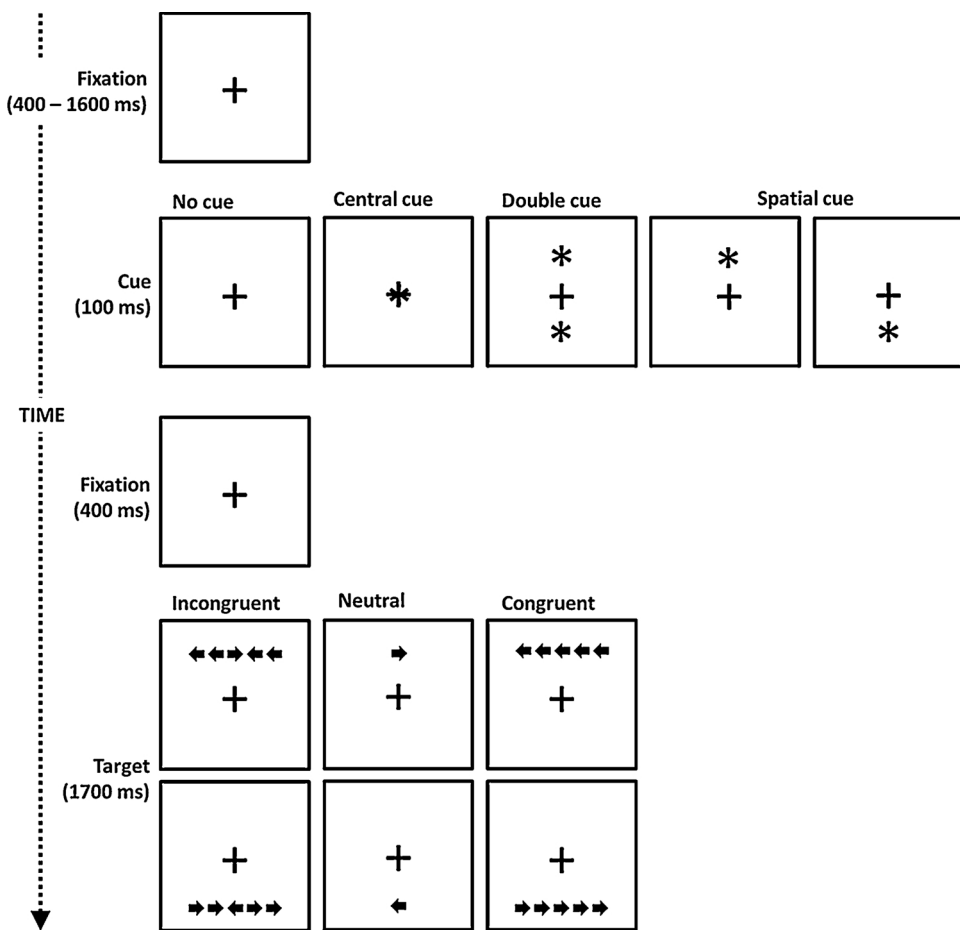 Fixation
(400 – 1600 ms)
No cue
Central cue
Double cue
Spatial cue
Cue
(100 ms)
TIME
Fixation
(400 ms)
Incongruent
Neutral
Congruent
Target
(1700 ms)